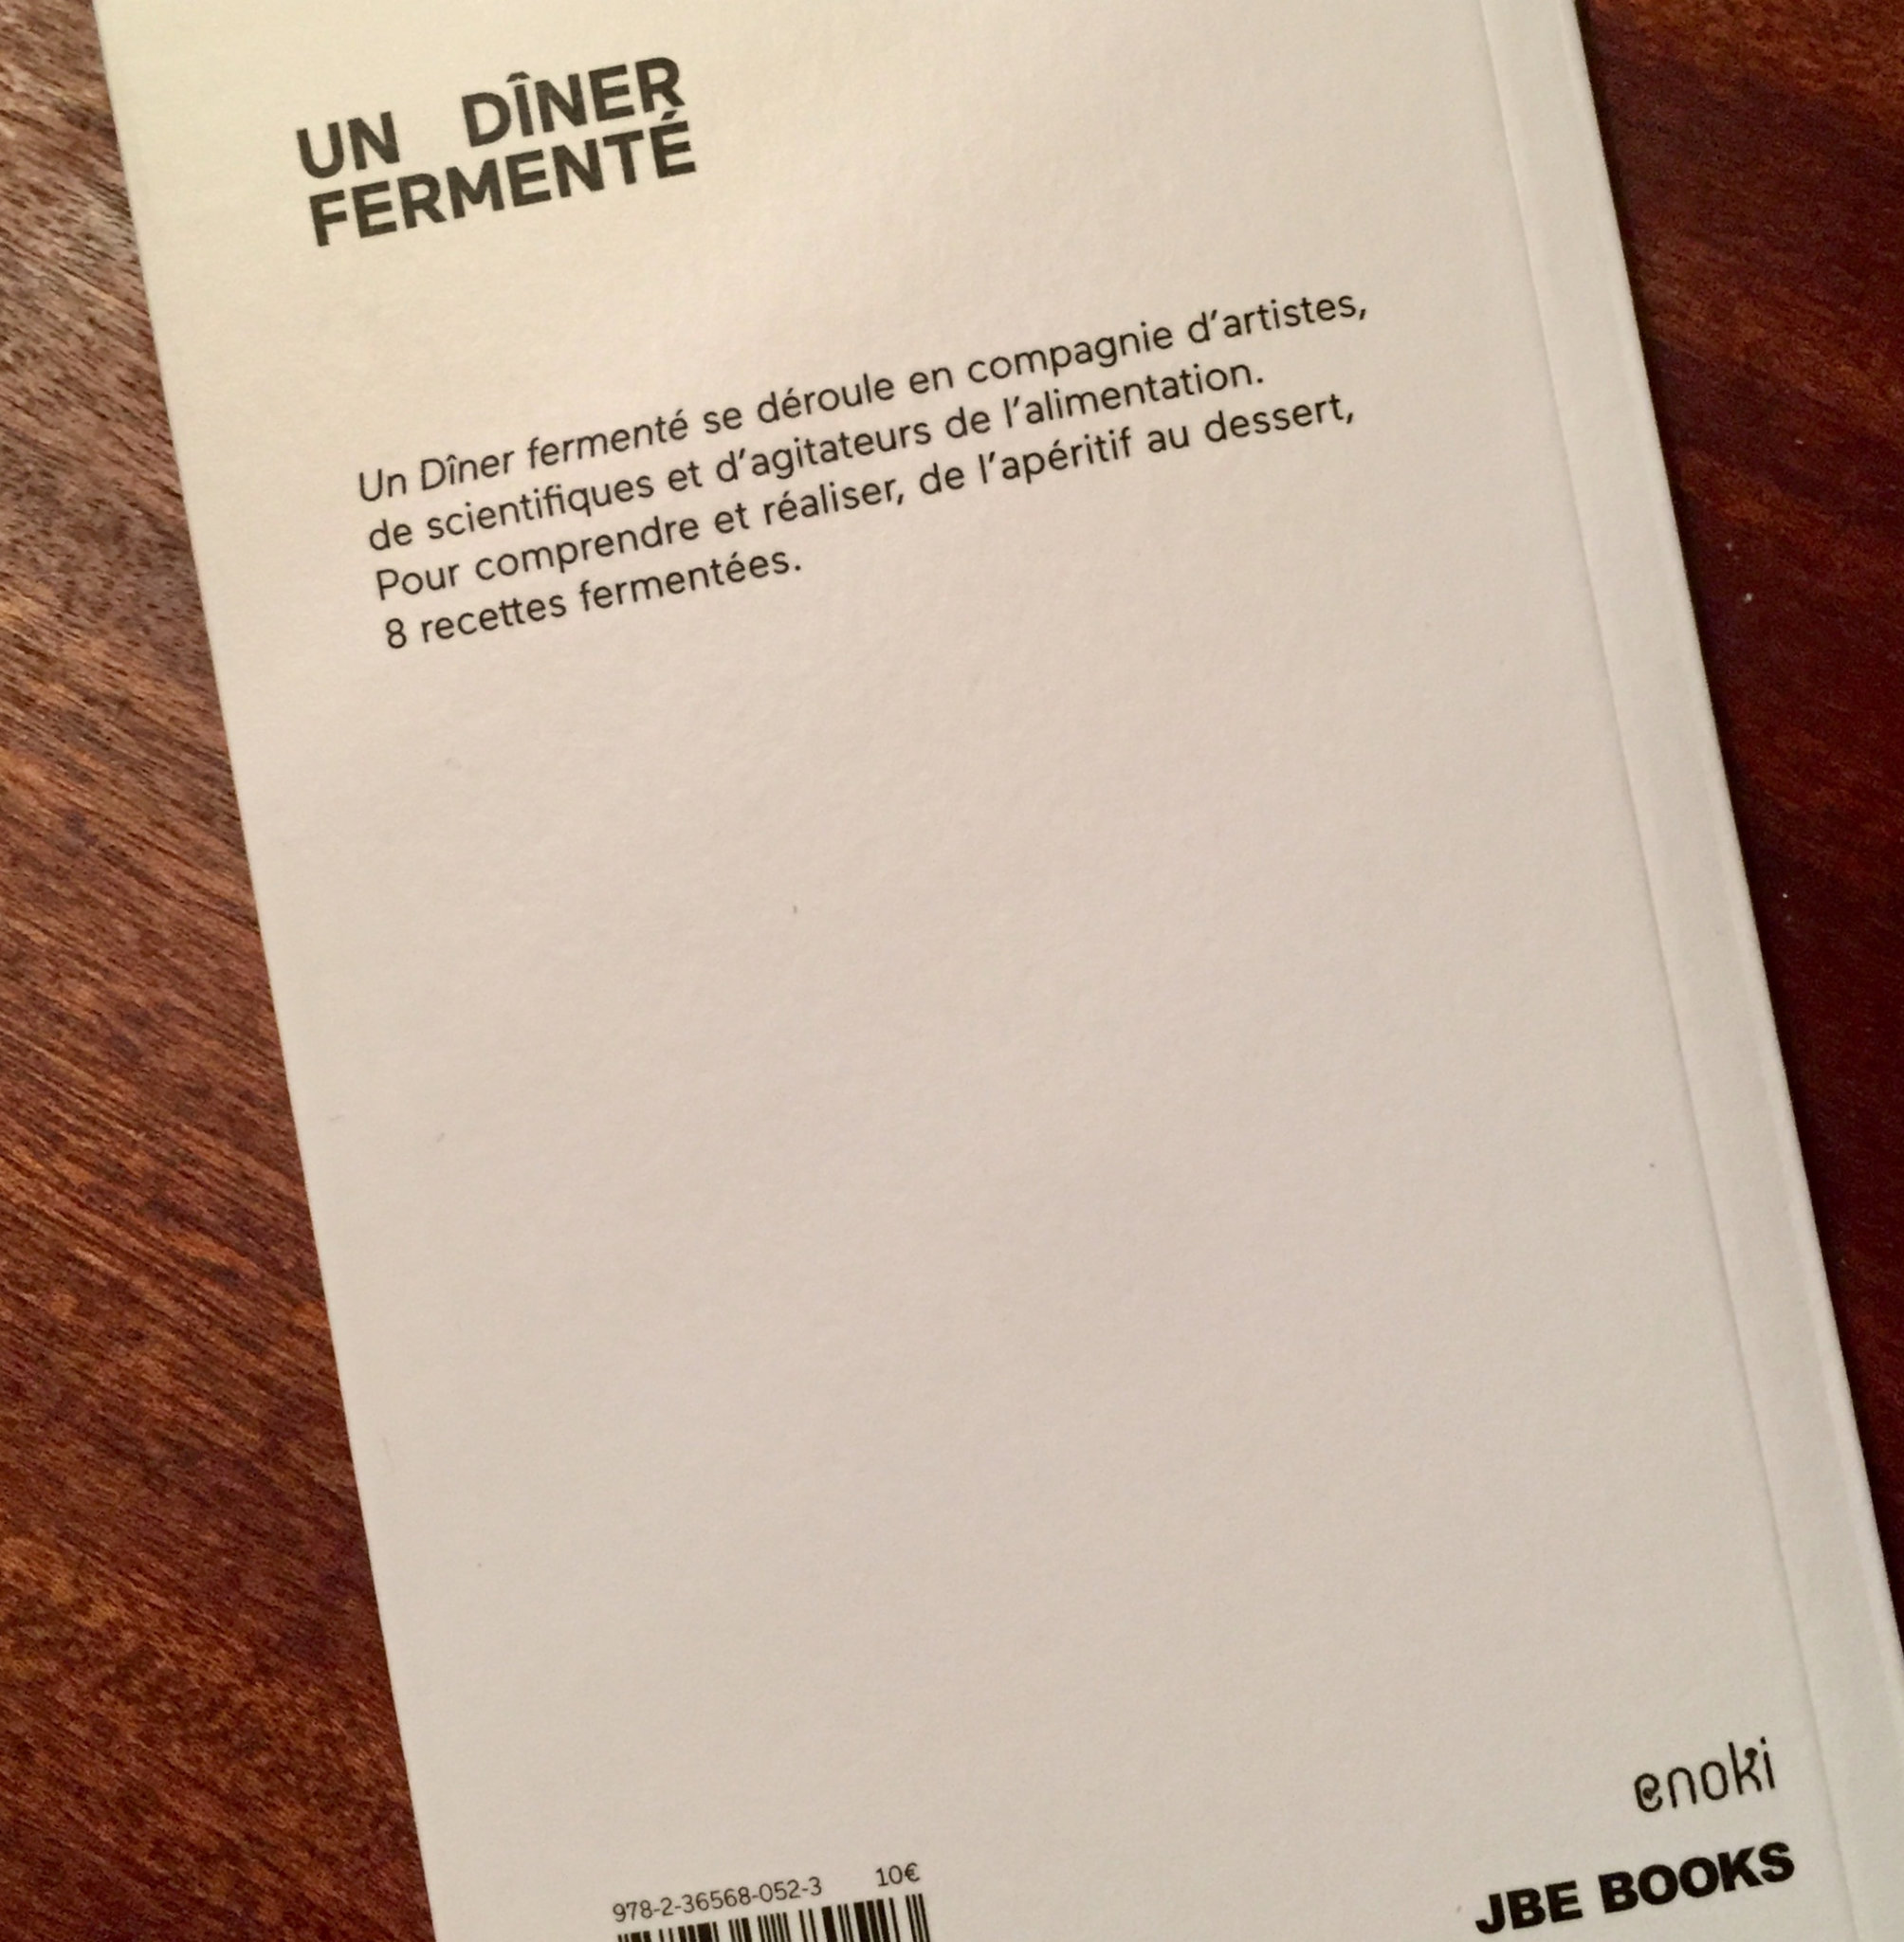 UN DÎNER
FERMENTÉ
Un Dîner fermenté se déroule en compagnie d’artistes,
de scientifiques et d’agitateurs de l’alimentation.
Pour comprendre et réaliser, de l’apéritif au dessert,
8 recettes fermentées.
enoki
JBE BOOKS
978-2-36568-052-3 10€